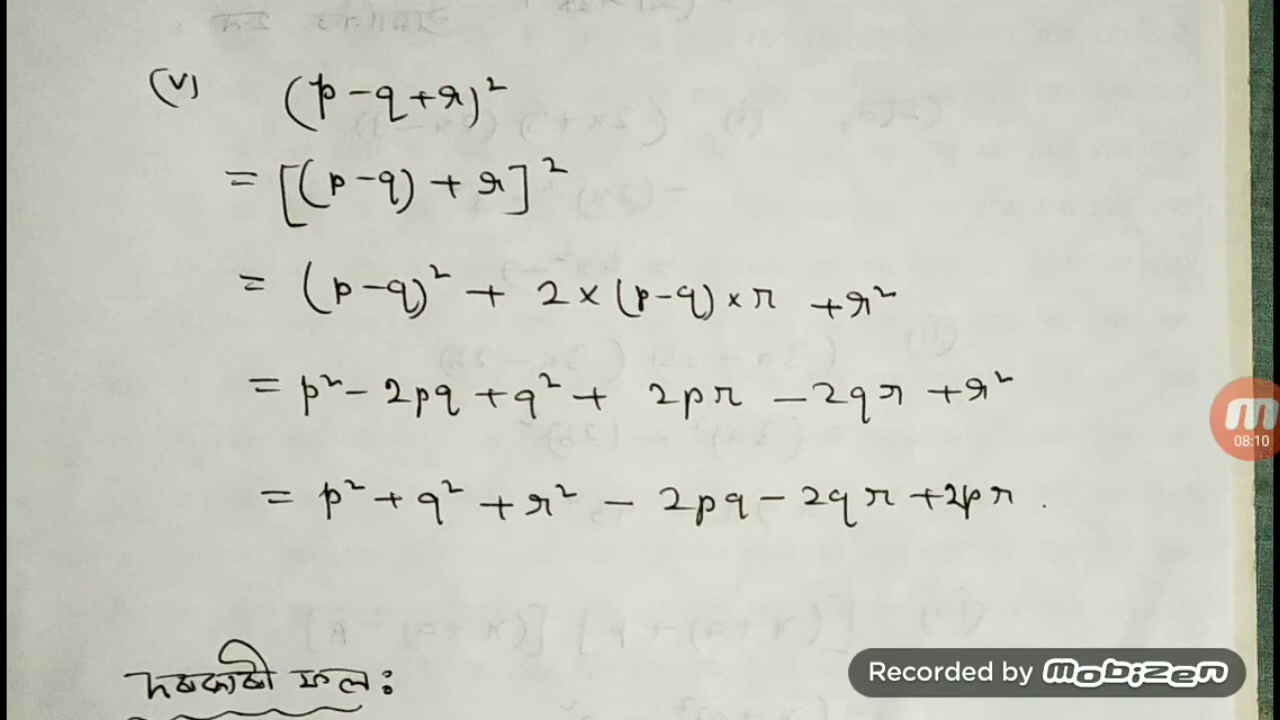 (v) (p - q + r)²
= [(p - q) + r]²
= (p - q)² + 2 × (p - q) × r + r²
= p² - 2pq + q² + 2pr - 2qr + r²
= p² + q² + r² - 2pq - 2qr + 2pr .
08:10
দৰকাৰী ফল :
Recorded by mobizen